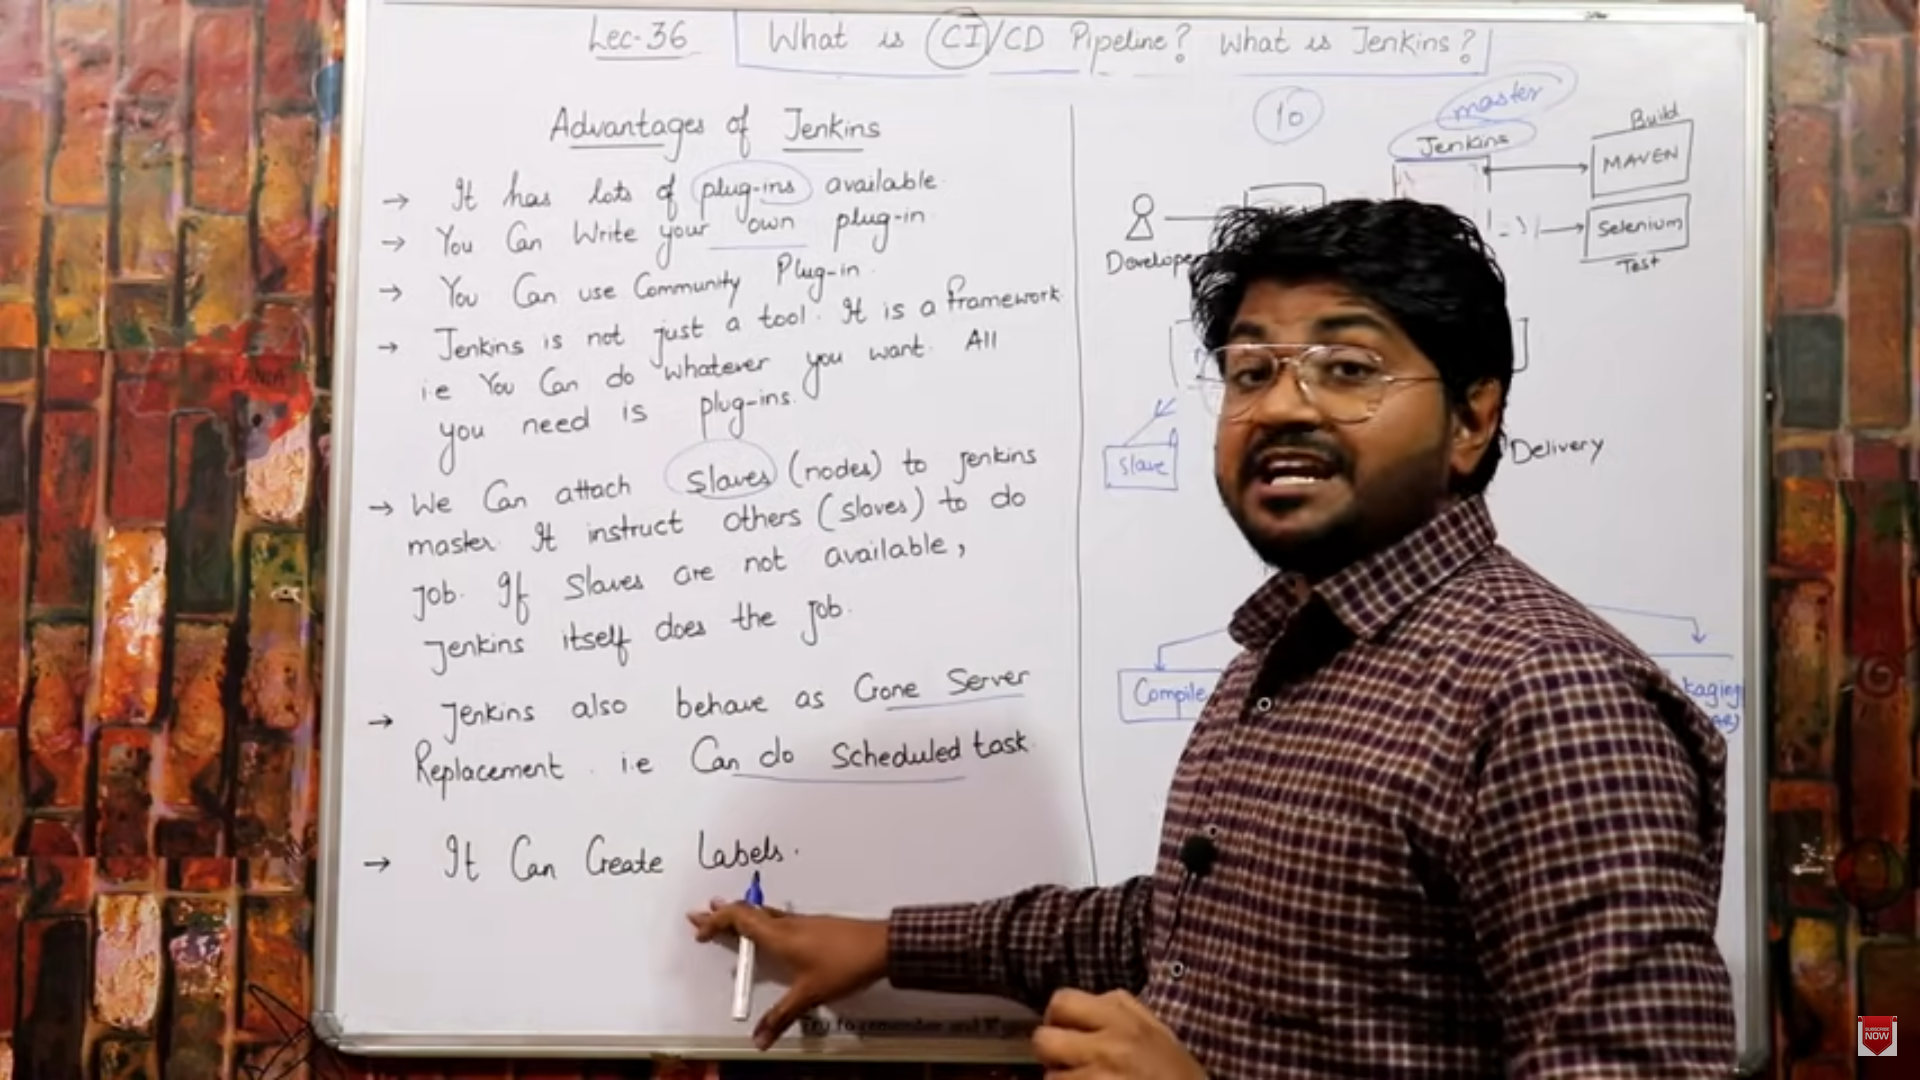 Lec-36 What is CI/CD Pipeline? What is Jenkins?
Advantages of Jenkins
→ It has lots of plug-ins available.
→ You Can Write your own plug-in
→ You Can use Community Plug-in.
→ Jenkins is not just a tool. It is a framework
i.e You Can do whatever you want. All
you need is plug-ins.
→ We Can attach slaves (nodes) to jenkins
master. It instruct others (slaves) to do
job. If slaves are not available,
jenkins itself does the job.
→ Jenkins also behave as Crone Server
Replacement. i.e Can do Scheduled task.
→ It Can Create Labels.
10
master
Jenkins
Build
MAVEN
Selenium
Test
Developer
slave
Delivery
Compile
Try to remember and
SUBSCRIBE
NOW